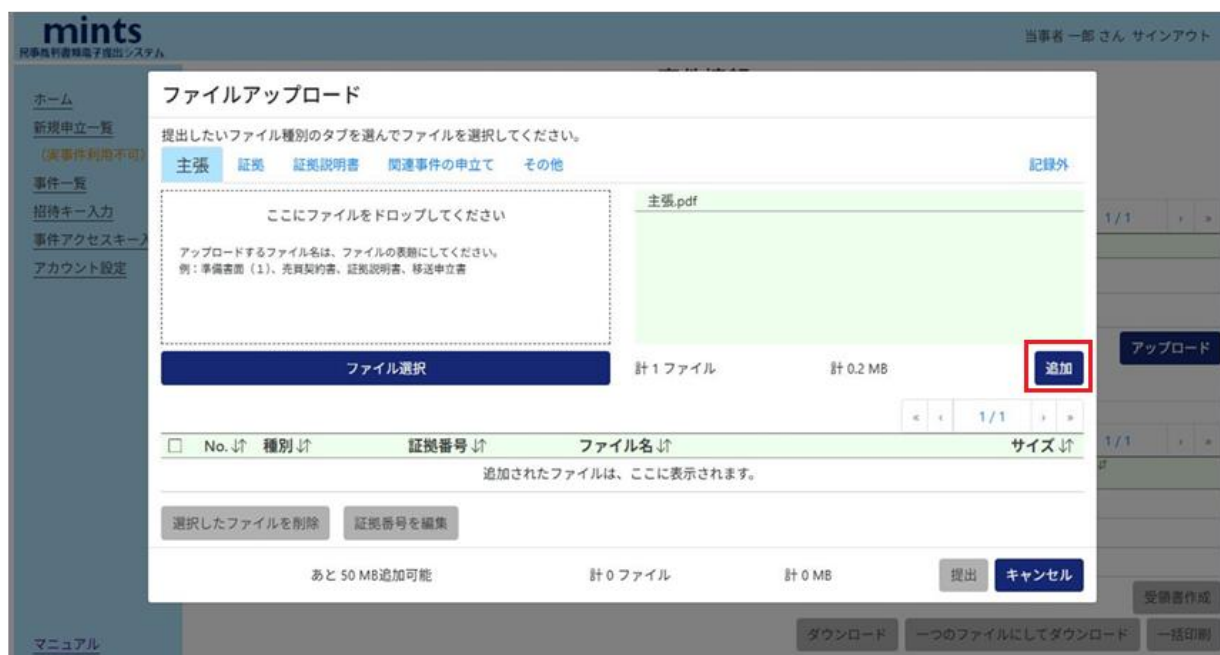 mints
民事裁判書類電子提出システム
当事者 一郎 さん サインアウト
ホーム
新規申立一覧
（実事件利用不可）
事件一覧
招待キー入力
事件アクセスキー入
アカウント設定
マニュアル
ファイルアップロード
提出したいファイル種別のタブを選んでファイルを選択してください。
主張 証拠 証拠説明書 関連事件の申立て その他 記録外
ここにファイルをドロップしてください
アップロードするファイル名は、ファイルの表題にしてください。
例：準備書面（1）、売買契約書、証拠説明書、移送申立書
主張.pdf
ファイル選択
計 1 ファイル 計 0.2 MB 追加
« ‹ 1 / 1 › »
No. 種別 証拠番号 ファイル名 サイズ
追加されたファイルは、ここに表示されます。
選択したファイルを削除 証拠番号を編集
あと 50 MB追加可能 計 0 ファイル 計 0 MB 提出 キャンセル
1 / 1 › »
アップロード
1 / 1 › »
受領書作成
ダウンロード 一つのファイルにしてダウンロード 一括印刷